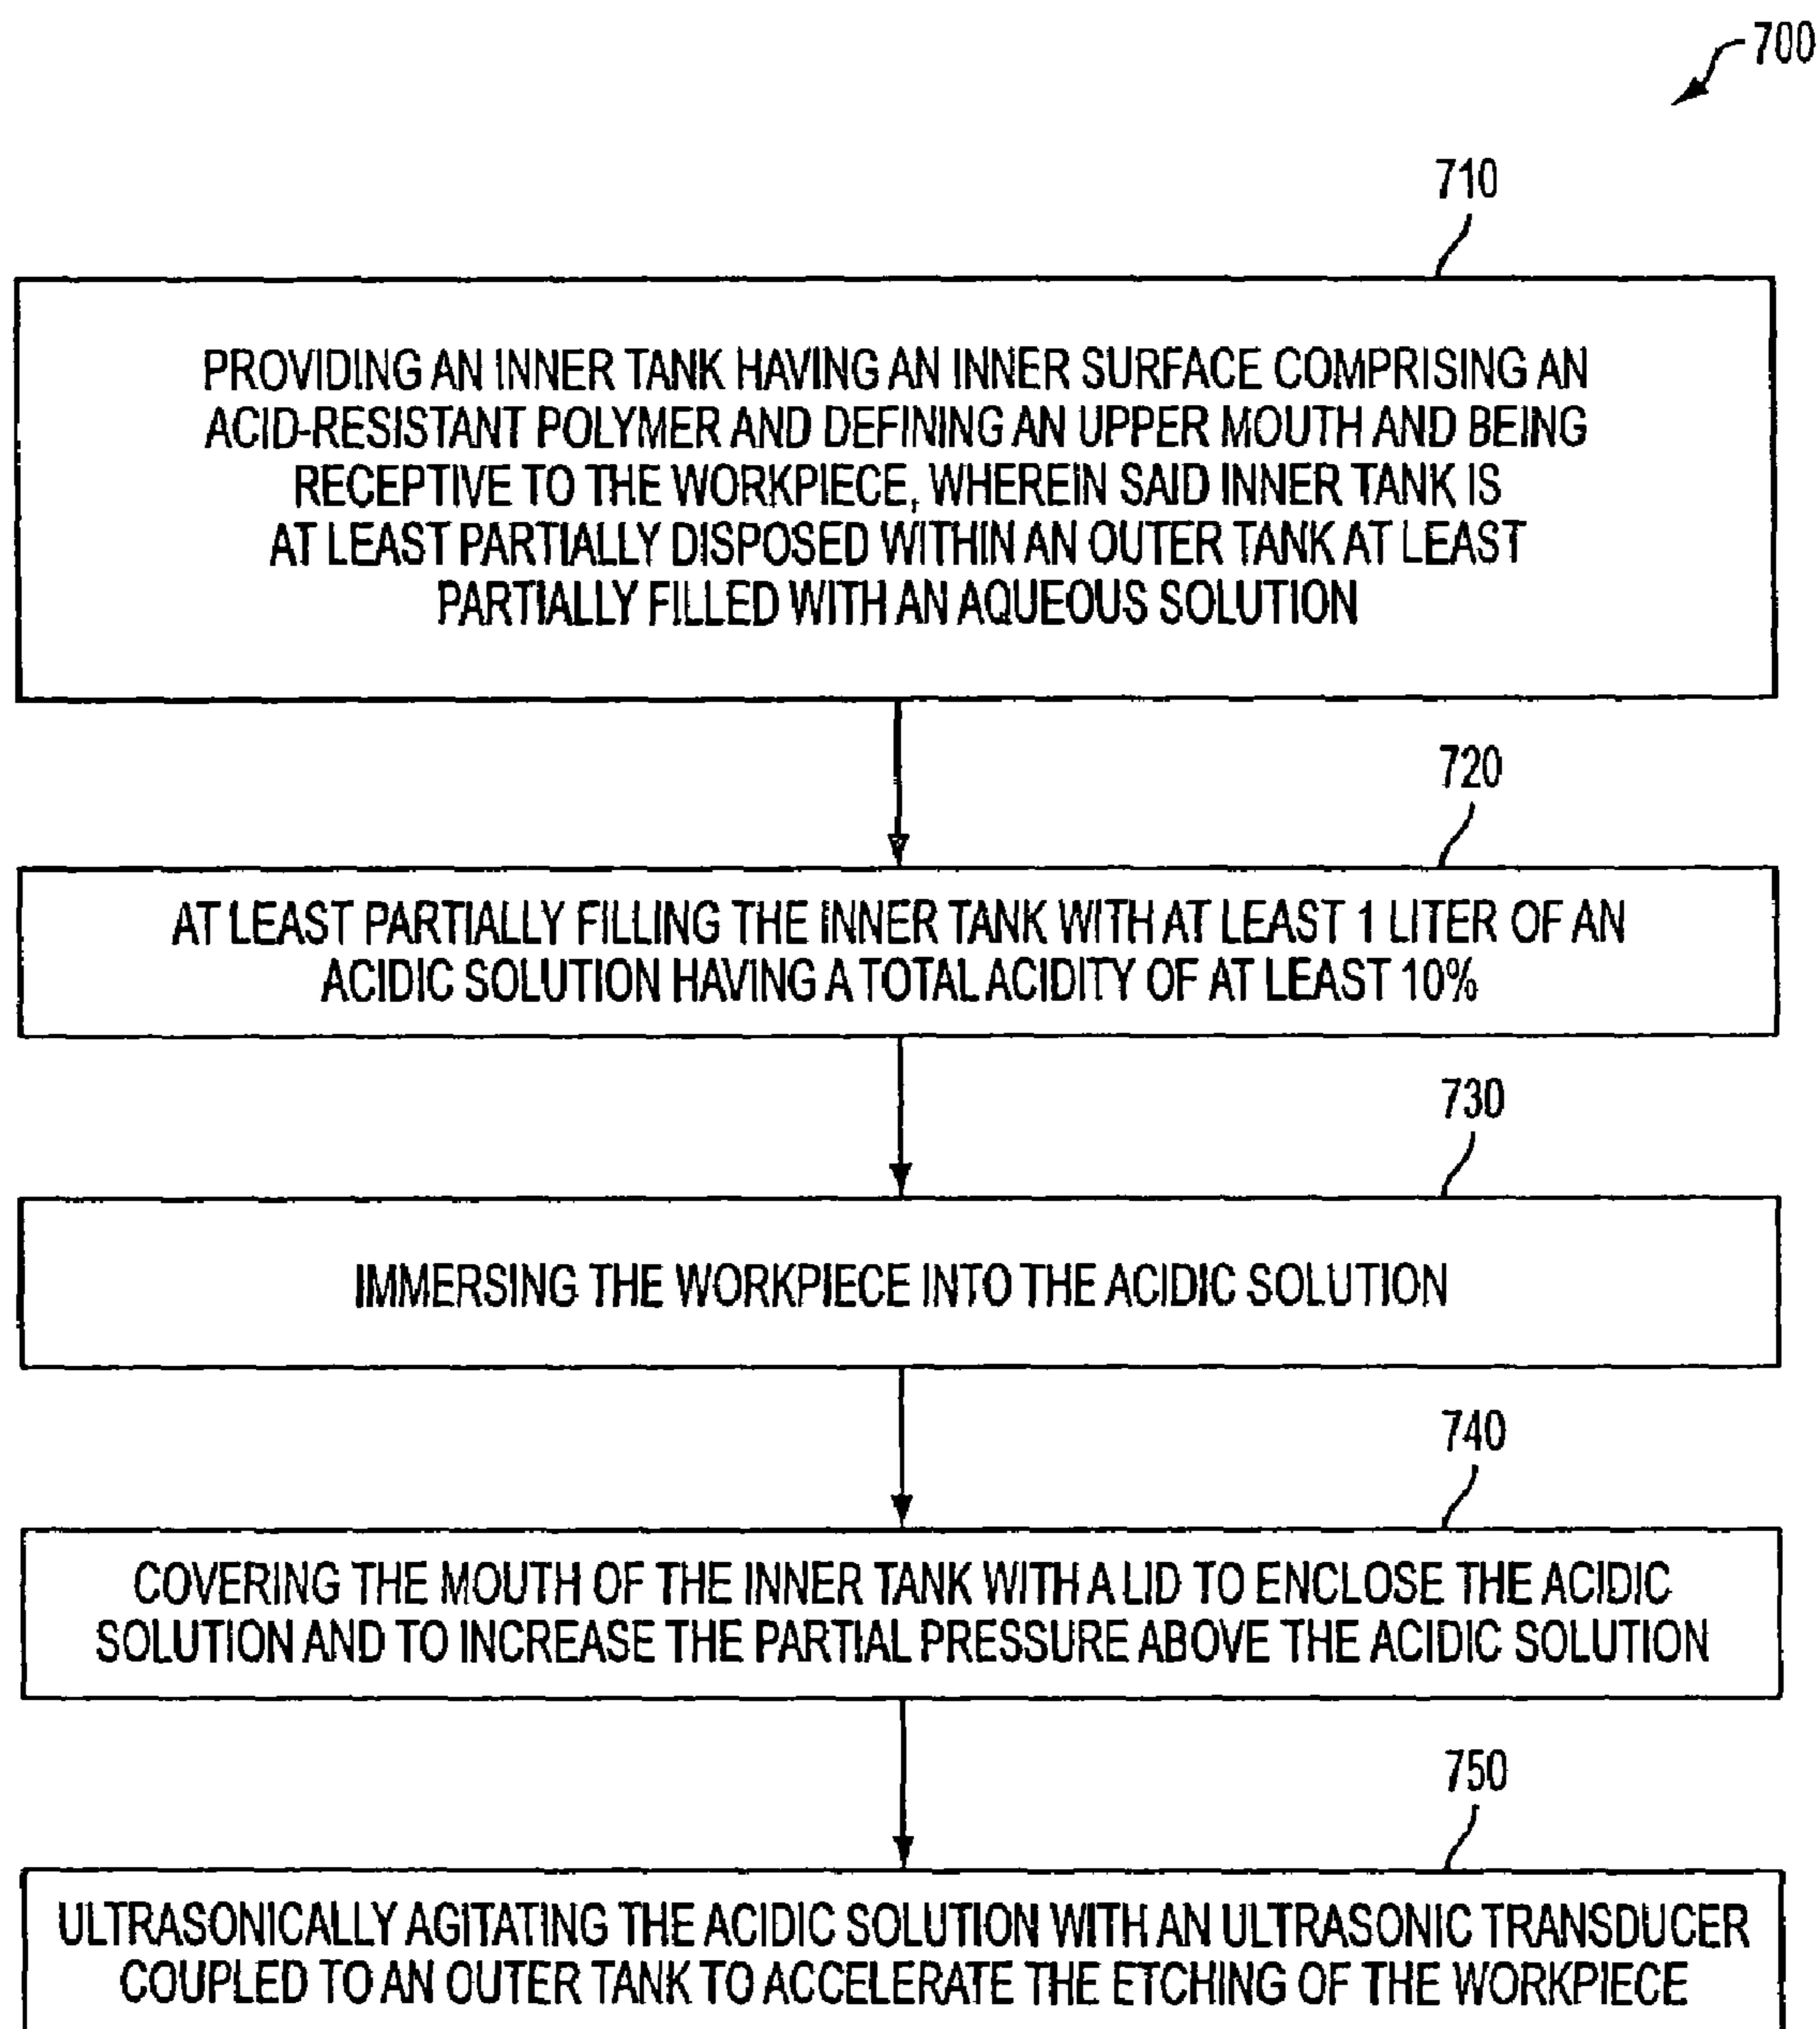 700
710
PROVIDING AN INNER TANK HAVING AN INNER SURFACE COMPRISING AN
ACID-RESISTANT POLYMER AND DEFINING AN UPPER MOUTH AND BEING
RECEPTIVE TO THE WORKPIECE, WHEREIN SAID INNER TANK IS
AT LEAST PARTIALLY DISPOSED WITHIN AN OUTER TANK AT LEAST
PARTIALLY FILLED WITH AN AQUEOUS SOLUTION
720
AT LEAST PARTIALLY FILLING THE INNER TANK WITH AT LEAST 1 LITER OF AN
ACIDIC SOLUTION HAVING A TOTAL ACIDITY OF AT LEAST 10%
730
IMMERSING THE WORKPIECE INTO THE ACIDIC SOLUTION
740
COVERING THE MOUTH OF THE INNER TANK WITH A LID TO ENCLOSE THE ACIDIC
SOLUTION AND TO INCREASE THE PARTIAL PRESSURE ABOVE THE ACIDIC SOLUTION
750
ULTRASONICALLY AGITATING THE ACIDIC SOLUTION WITH AN ULTRASONIC TRANSDUCER
COUPLED TO AN OUTER TANK TO ACCELERATE THE ETCHING OF THE WORKPIECE